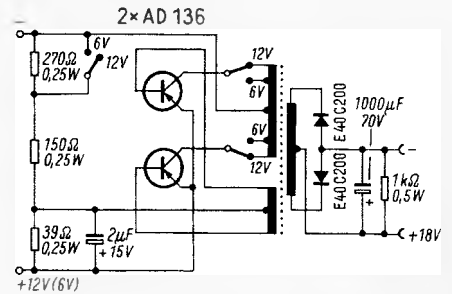 2×AD 136
6V
12V
270Ω
0,25W
12V
6V
6V
12V
150Ω
0,25W
39Ω
0,25W
2µF
+ 15V
E40C200
E40C200
1000µF
70V
+
1kΩ
0,5W
−
+18V
+12V(6V)
−